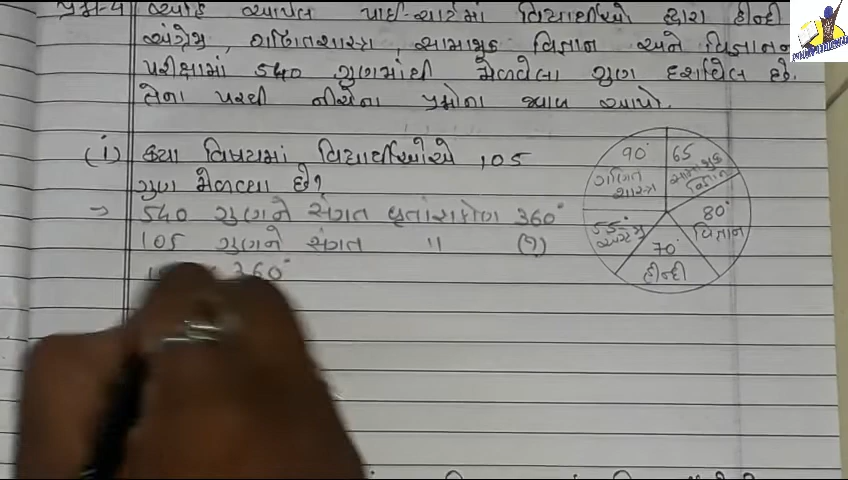 પ્રશ્ન-4 અહીં આપેલ પાઈ-ચાર્ટમાં વિદ્યાર્થીઓ દ્વારા હીન્દી
અંગ્રેજી, ગણિતશાસ્ત્ર, સામાજીક વિજ્ઞાન અને વિજ્ઞાનન
પરીક્ષામાં 540 ગુણમાંથી મેળવેલા ગુણ દર્શાવેલ છે.
તેના પરથી નીચેના પ્રશ્નોના જવાબ આપો.
(i) કયા વિષયમાં વિદ્યાર્થીઓએ 105
ગુણ મેળવ્યા છે?
→ 540 ગુણને સંગત વૃતાંશકોણ 360°
105 ગુણને સંગત " (?)
360°
90°
ગણિત
શાસ્ત્ર
65
સામાજીક
વિજ્ઞાન
80°
વિજ્ઞાન
55°
અંગ્રેજી
70°
હીન્દી